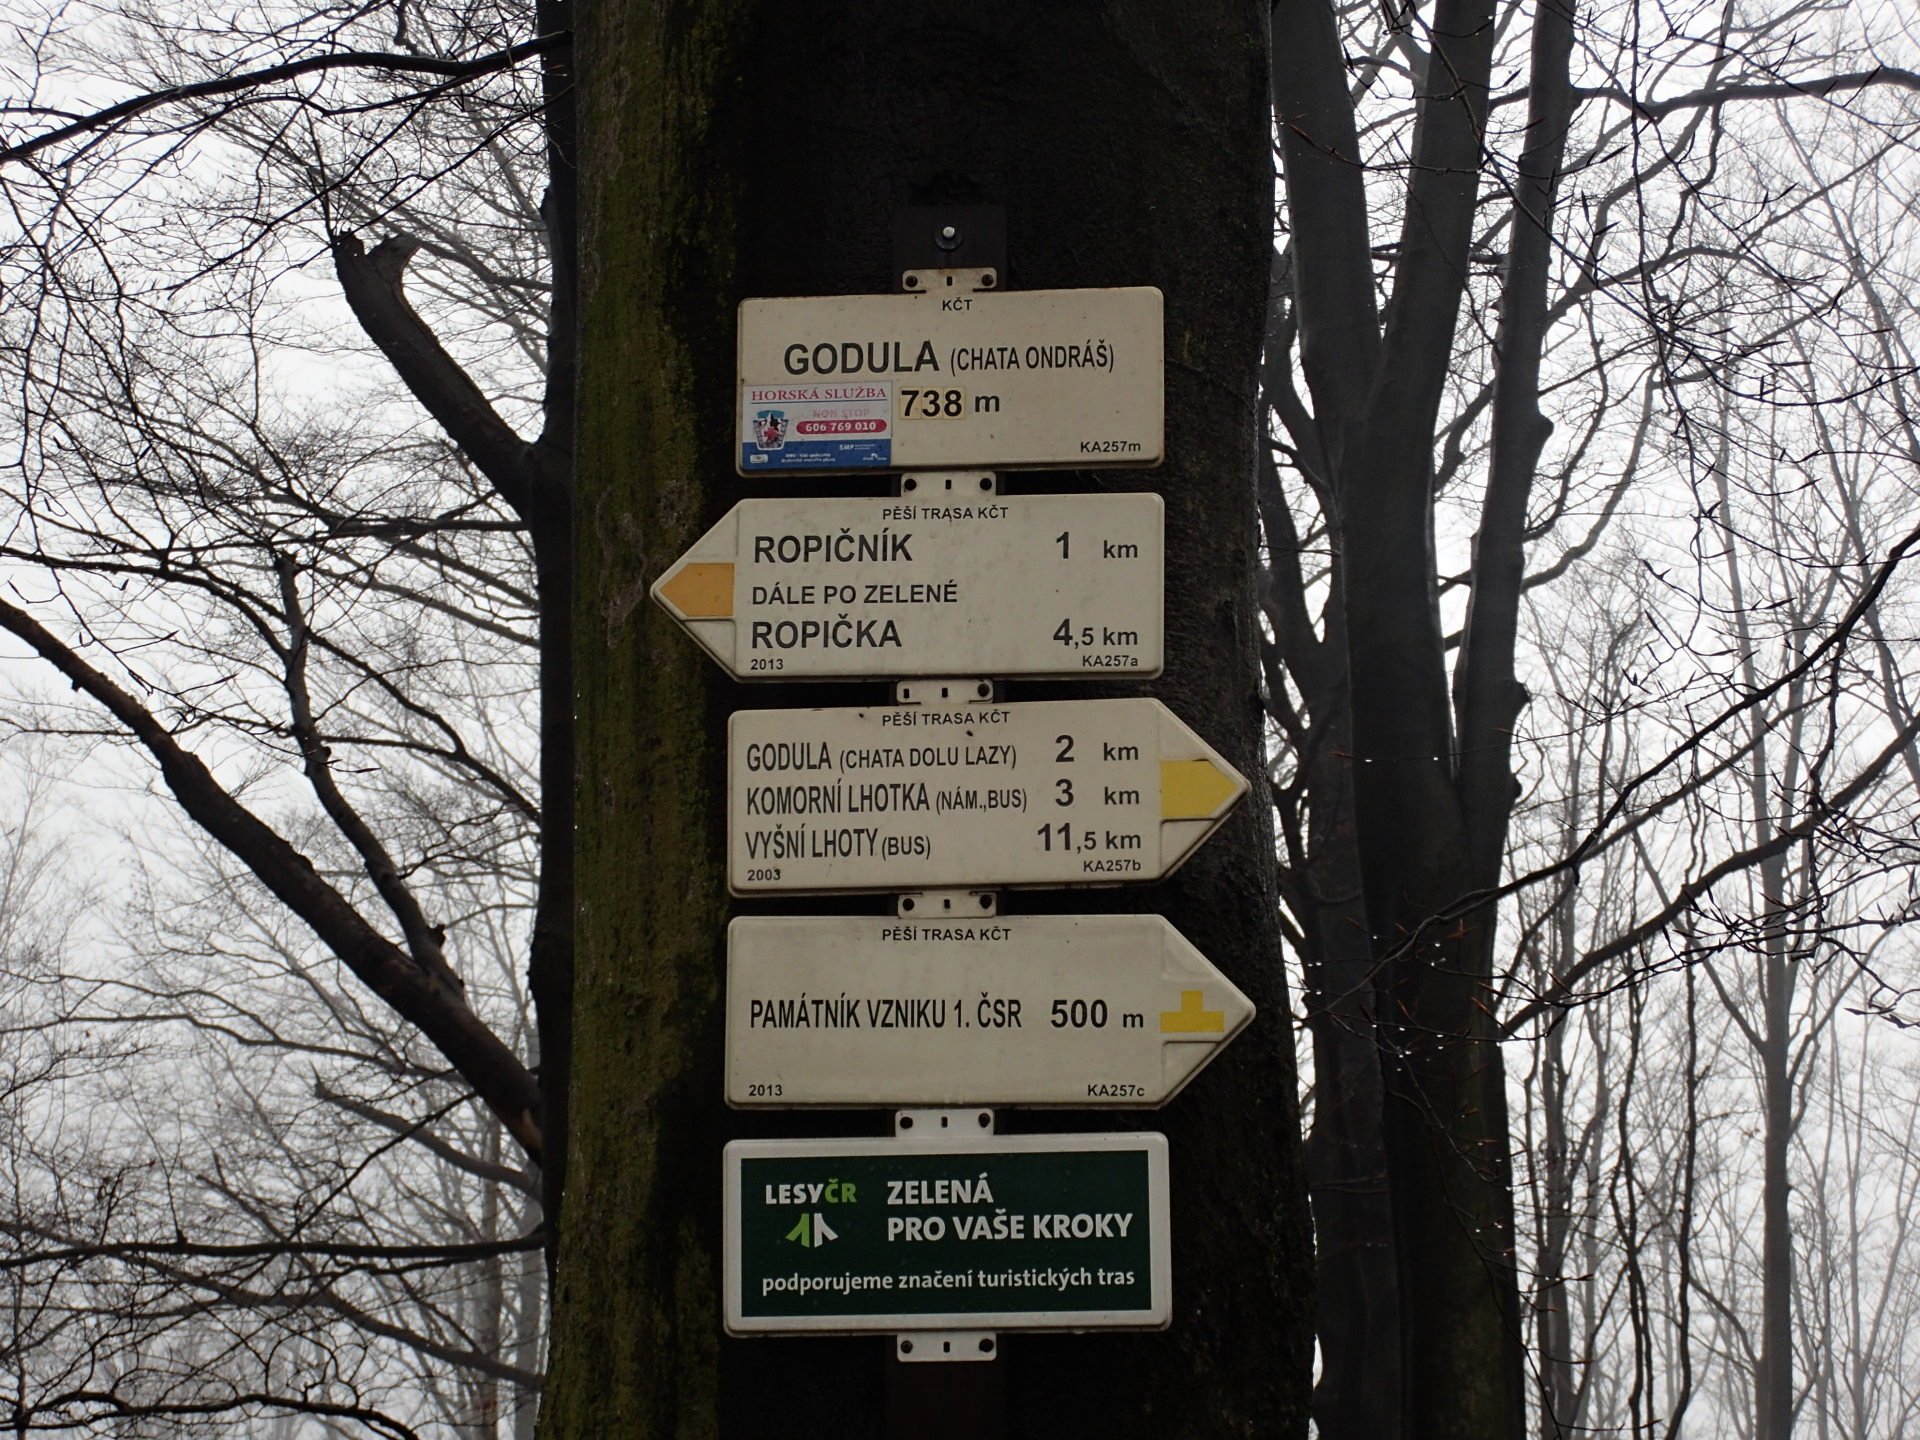 KČT
GODULA (CHATA ONDRÁŠ)
HORSKÁ SLUŽBA
NON STOP
606 769 010
738 m
SMP
KA257m
PĚŠÍ TRASA KČT
ROPIČNÍK 1 km
DÁLE PO ZELENÉ
ROPIČKA 4,5 km
2013 KA257a
PĚŠÍ TRASA KČT
GODULA (CHATA DOLU LAZY) 2 km
KOMORNÍ LHOTKA (NÁM.,BUS) 3 km
VYŠNÍ LHOTY (BUS) 11,5 km
2003 KA257b
PĚŠÍ TRASA KČT
PAMÁTNÍK VZNIKU 1. ČSR 500 m
2013 KA257c
LESYČR ZELENÁ
PRO VAŠE KROKY
podporujeme značení turistických tras